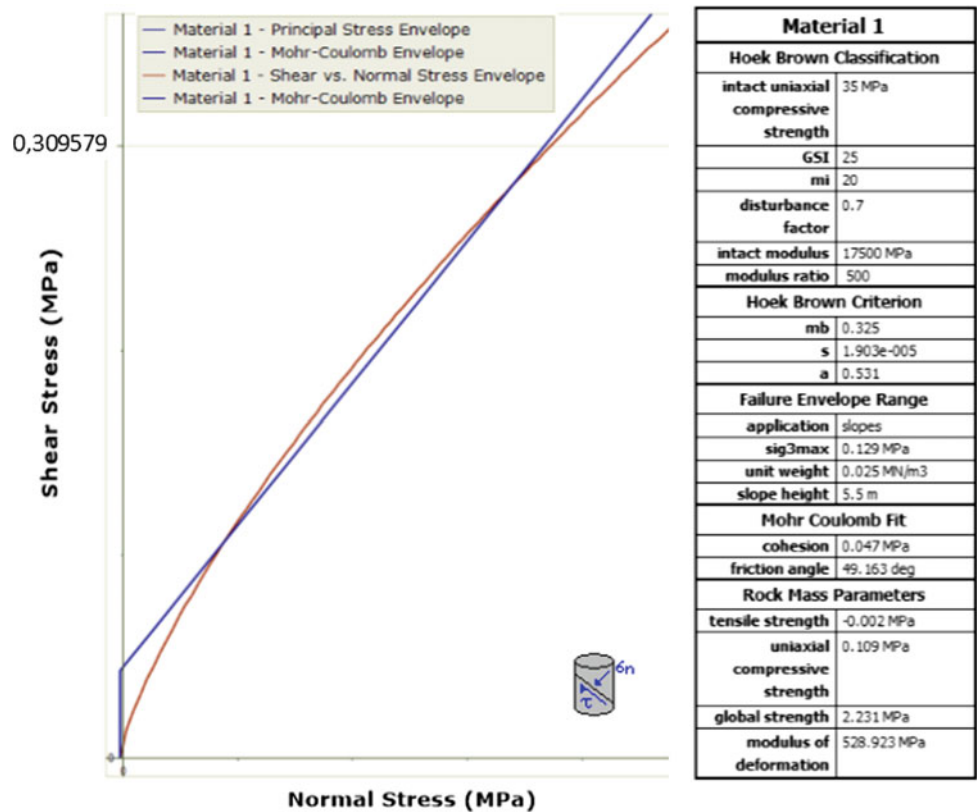 Material 1 - Principal Stress Envelope
Material 1 - Mohr-Coulomb Envelope
Material 1 - Shear vs. Normal Stress Envelope
Material 1 - Mohr-Coulomb Envelope
0,309579
Shear Stress (MPa)
0
0
Normal Stress (MPa)
σn
τ
Material 1
Hoek Brown Classification
intact uniaxial 35 MPa
compressive
strength
GSI 25
mi 20
disturbance 0.7
factor
intact modulus 17500 MPa
modulus ratio 500
Hoek Brown Criterion
mb 0.325
s 1.903e-005
a 0.531
Failure Envelope Range
application slopes
sig3max 0.129 MPa
unit weight 0.025 MN/m3
slope height 5.5 m
Mohr Coulomb Fit
cohesion 0.047 MPa
friction angle 49.163 deg
Rock Mass Parameters
tensile strength -0.002 MPa
uniaxial 0.109 MPa
compressive
strength
global strength 2.231 MPa
modulus of 528.923 MPa
deformation